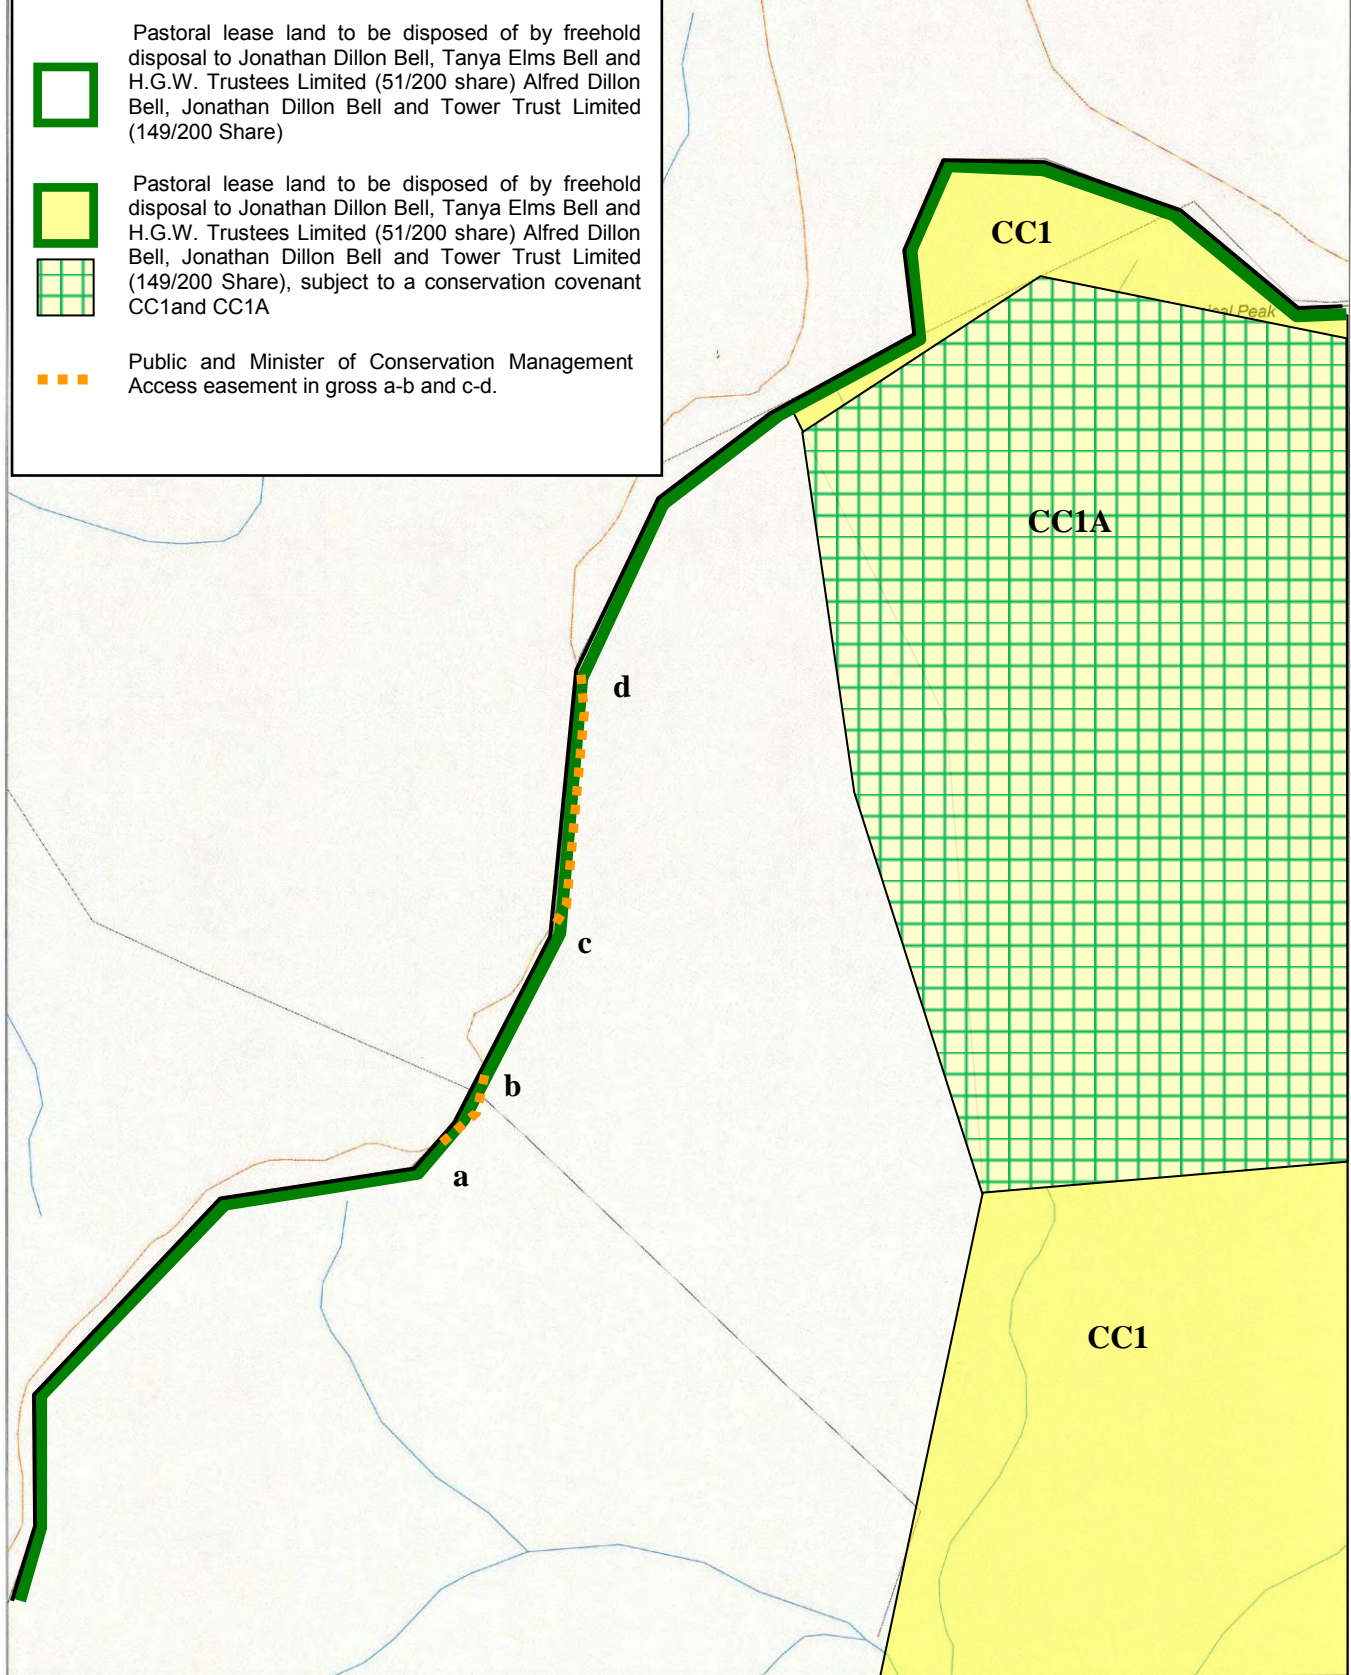 Pastoral lease land to be disposed of by freehold
disposal to Jonathan Dillon Bell, Tanya Elms Bell and
H.G.W. Trustees Limited (51/200 share) Alfred Dillon
Bell, Jonathan Dillon Bell and Tower Trust Limited
(149/200 Share)
Pastoral lease land to be disposed of by freehold
disposal to Jonathan Dillon Bell, Tanya Elms Bell and
H.G.W. Trustees Limited (51/200 share) Alfred Dillon
Bell, Jonathan Dillon Bell and Tower Trust Limited
(149/200 Share), subject to a conservation covenant
CC1and CC1A
Public and Minister of Conservation Management
Access easement in gross a-b and c-d.
CC1
Peak
CC1A
d
c
b
a
CC1